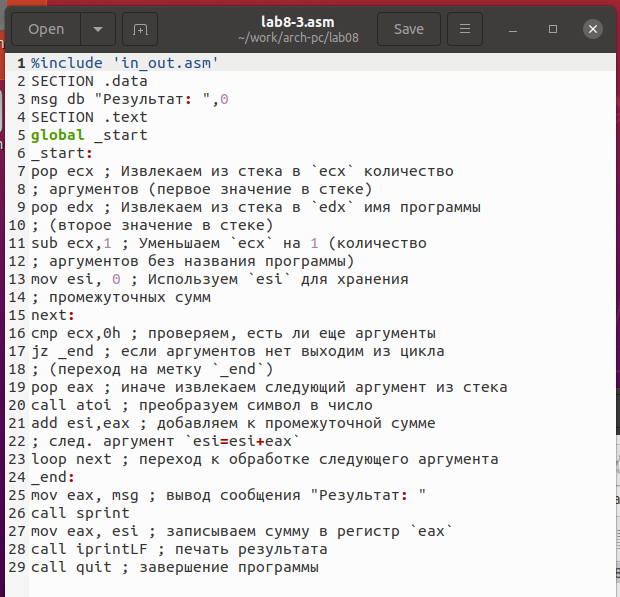 Open
lab8-3.asm
~/work/arch-pc/lab08
Save
1 %include 'in_out.asm'
2 SECTION .data
3 msg db "Результат: ",0
4 SECTION .text
5 global _start
6 _start:
7 pop ecx ; Извлекаем из стека в `ecx` количество
8 ; аргументов (первое значение в стеке)
9 pop edx ; Извлекаем из стека в `edx` имя программы
10 ; (второе значение в стеке)
11 sub ecx,1 ; Уменьшаем `ecx` на 1 (количество
12 ; аргументов без названия программы)
13 mov esi, 0 ; Используем `esi` для хранения
14 ; промежуточных сумм
15 next:
16 cmp ecx,0h ; проверяем, есть ли еще аргументы
17 jz _end ; если аргументов нет выходим из цикла
18 ; (переход на метку `_end`)
19 pop eax ; иначе извлекаем следующий аргумент из стека
20 call atoi ; преобразуем символ в число
21 add esi,eax ; добавляем к промежуточной сумме
22 ; след. аргумент `esi=esi+eax`
23 loop next ; переход к обработке следующего аргумента
24 _end:
25 mov eax, msg ; вывод сообщения "Результат: "
26 call sprint
27 mov eax, esi ; записываем сумму в регистр `eax`
28 call iprintLF ; печать результата
29 call quit ; завершение программы